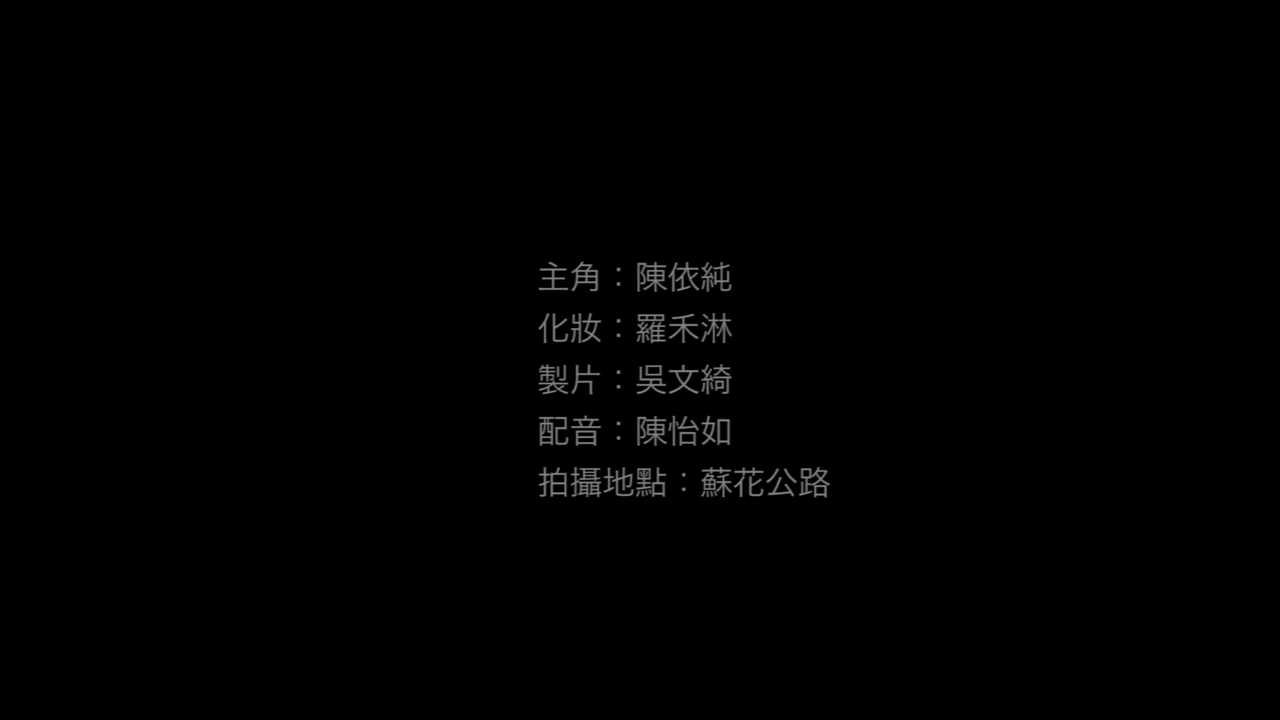 主角：陳依純
化妝：羅禾淋
製片：吳文綺
配音：陳怡如
拍攝地點：蘇花公路